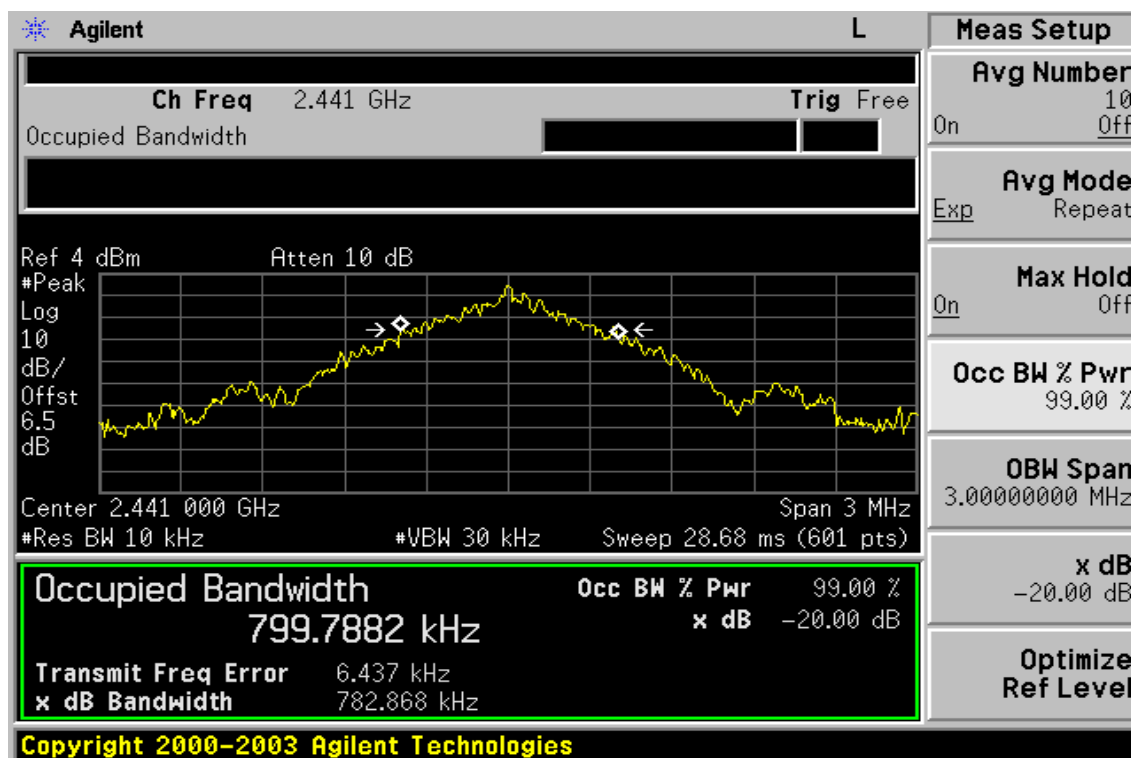 Agilent L
Ch Freq 2.441 GHz Trig Free
Occupied Bandwidth
Ref 4 dBm Atten 10 dB
#Peak
Log
10
dB/
Offst
6.5
dB
Center 2.441 000 GHz Span 3 MHz
#Res BW 10 kHz #VBW 30 kHz Sweep 28.68 ms (601 pts)
Occupied Bandwidth Occ BW % Pwr 99.00 %
799.7882 kHz x dB -20.00 dB
Transmit Freq Error 6.437 kHz
x dB Bandwidth 782.868 kHz
Copyright 2000-2003 Agilent Technologies
Meas Setup
Avg Number
10
On Off
Avg Mode
Exp Repeat
Max Hold
On Off
Occ BW % Pwr
99.00 %
OBW Span
3.00000000 MHz
x dB
-20.00 dB
Optimize
Ref Level